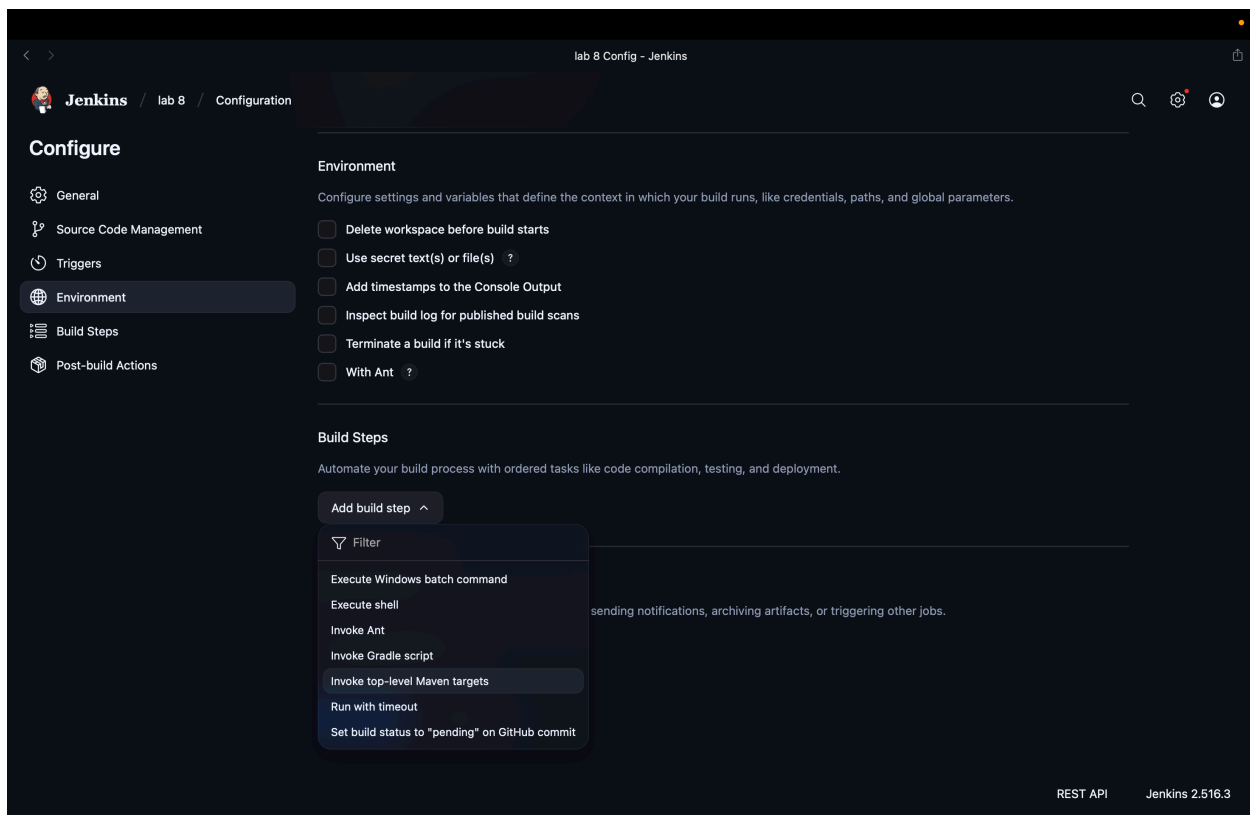 lab 8 Config - Jenkins
Jenkins / lab 8 / Configuration
Configure
General
Source Code Management
Triggers
Environment
Build Steps
Post-build Actions
Environment
Configure settings and variables that define the context in which your build runs, like credentials, paths, and global parameters.
Delete workspace before build starts
Use secret text(s) or file(s) ?
Add timestamps to the Console Output
Inspect build log for published build scans
Terminate a build if it's stuck
With Ant ?
Build Steps
Automate your build process with ordered tasks like code compilation, testing, and deployment.
Add build step
Filter
Execute Windows batch command
Execute shell
sending notifications, archiving artifacts, or triggering other jobs.
Invoke Ant
Invoke Gradle script
Invoke top-level Maven targets
Run with timeout
Set build status to "pending" on GitHub commit
REST API
Jenkins 2.516.3